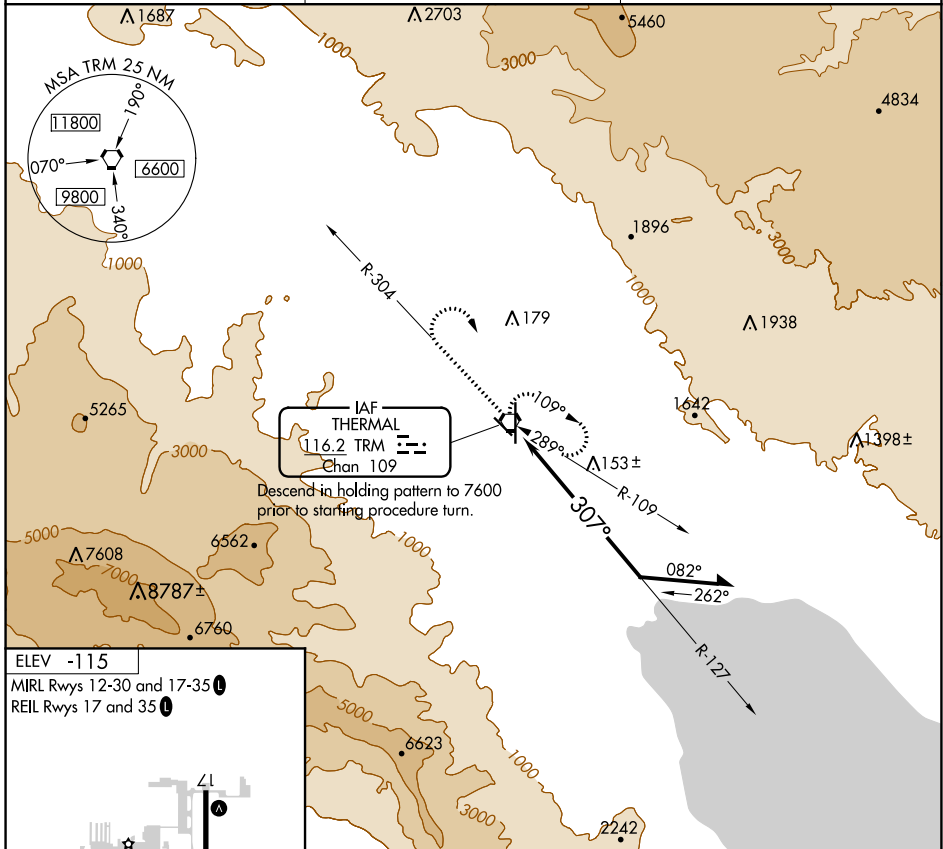 1687
2703
5460
1000
3000
4834
MSA TRM 25 NM
190°
11800
070°
6600
9800
340°
1000
1896
3000
1000
R-304
179
1938
5265
IAF
THERMAL
116.2 TRM
Chan 109
109°
289°
1642
1398±
153±
3000
R-109
Descend in holding pattern to 7600
prior to starting procedure turn.
307°
5000
7608
6562
1000
7000
8787±
082°
262°
6760
R-127
ELEV -115
MIRL Rwys 12-30 and 17-35 L
REIL Rwys 17 and 35 L
5000
6623
1000
17
A
3000
2242